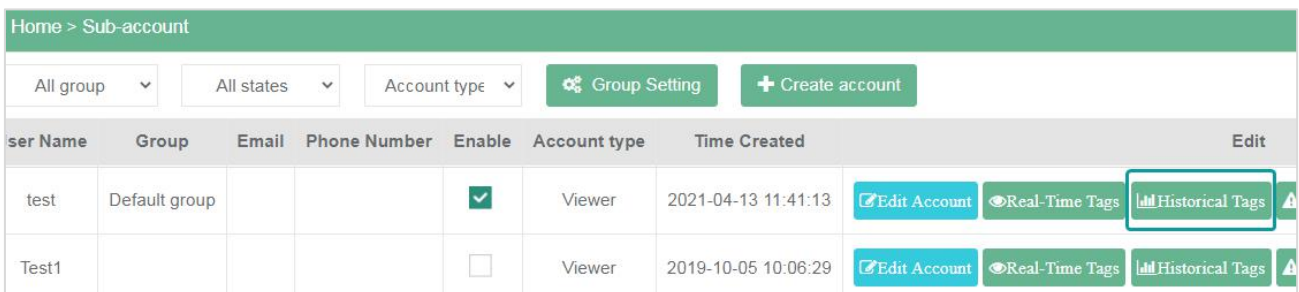 Home > Sub-account
All group All states Account type Group Setting Create account
ser Name Group Email Phone Number Enable Account type Time Created Edit
test Default group Viewer 2021-04-13 11:41:13 Edit Account Real-Time Tags Historical Tags
Test1 Viewer 2019-10-05 10:06:29 Edit Account Real-Time Tags Historical Tags